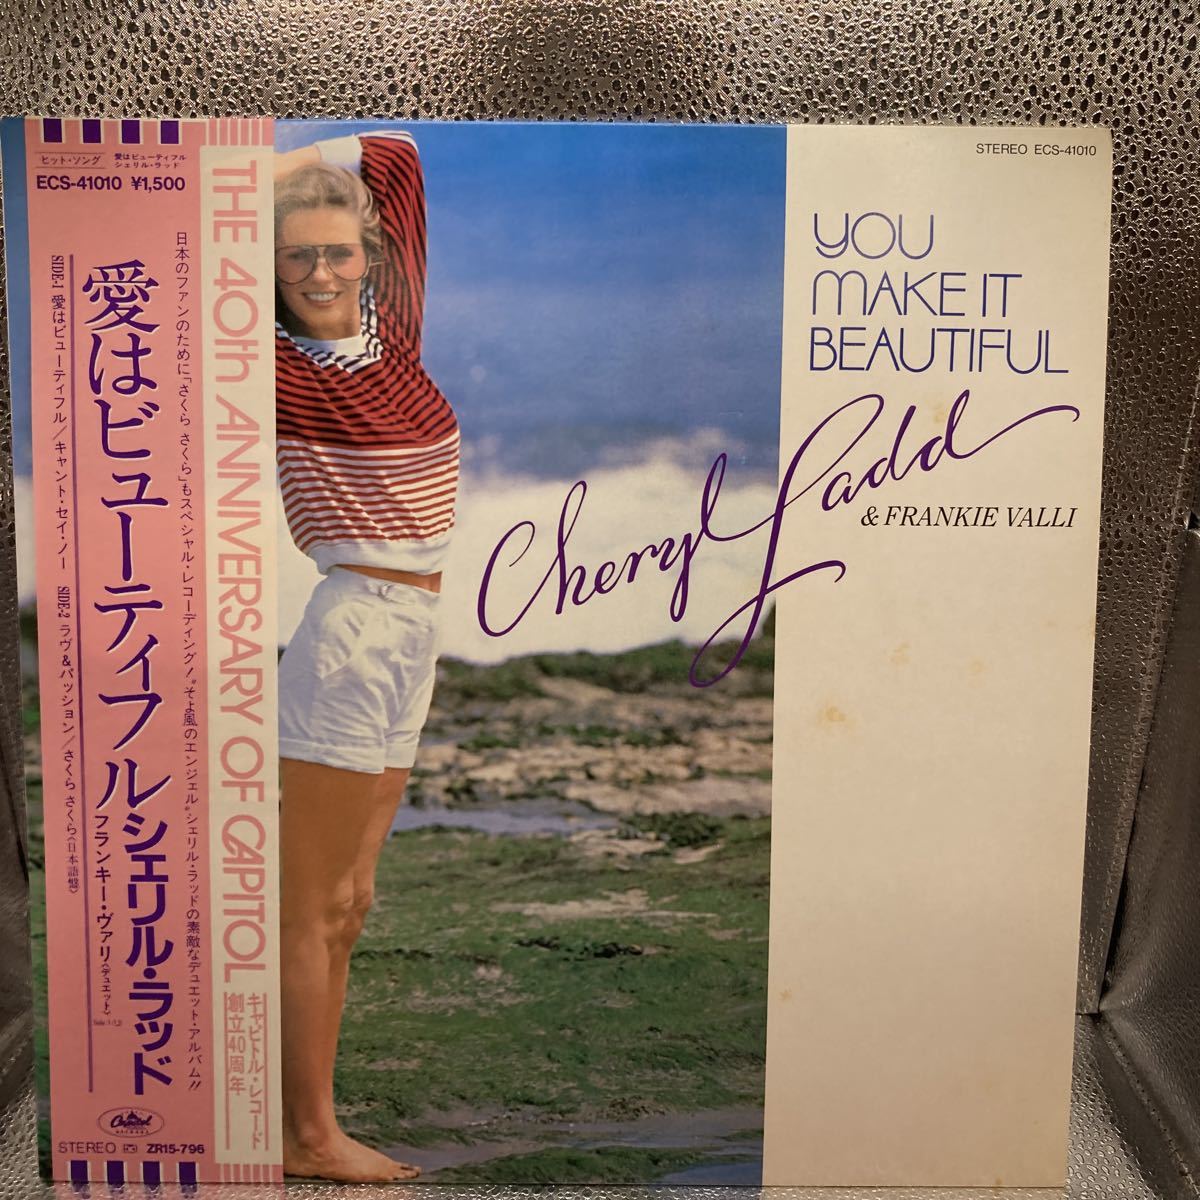 ヒット・ソング
愛はビューティフル
シェリル・ラッド
ECS-41010 ¥1,500
THE 40th ANNIVERSARY OF CAPITOL
キャピトル・レコード
創立40周年
日本のファンのために「さくら さくら」もスペシャル・レコーディング!“そよ風のエンジェル”シェリル・ラッドの素敵なデュエット・アルバム!!
愛はビューティフル シェリル・ラッド
フランキー・ヴァリ〈デュエット〉
SIDE-1 愛はビューティフル/キャント・セイ・ノー SIDE-2 ラヴ&パッション/さくら さくら〈日本語盤〉
Capitol
RECORDS
STEREO ZR15-796
STEREO ECS-41010
YOU
MAKE IT
BEAUTIFUL
Cheryl Ladd
& FRANKIE VALLI